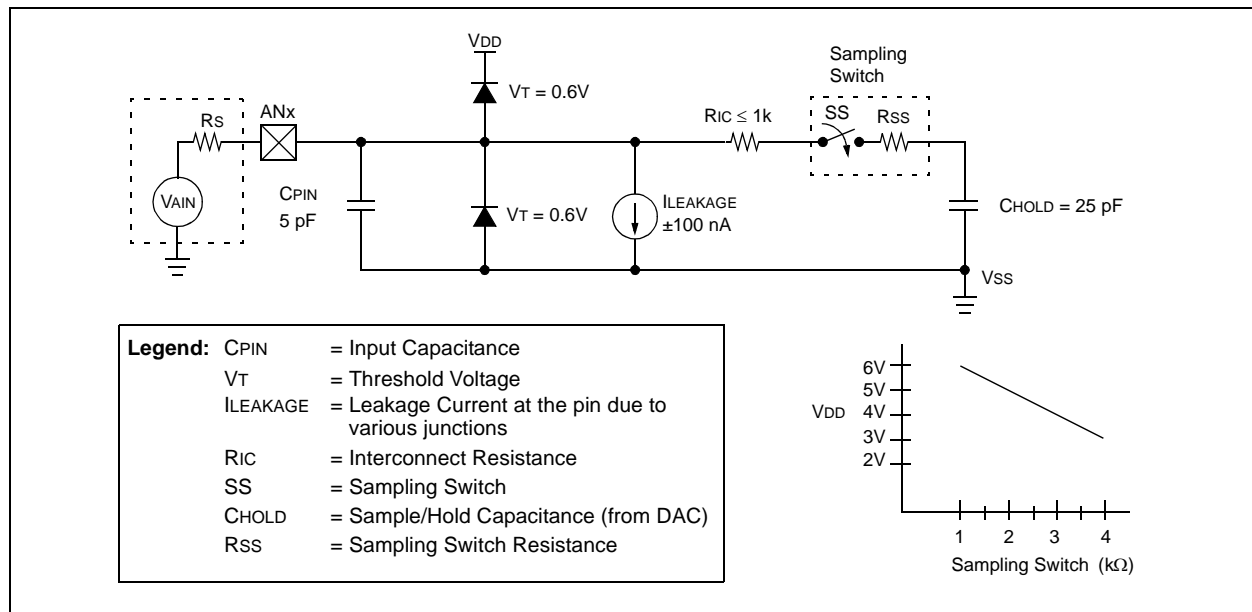 VDD
Sampling
Switch
VT = 0.6V
RS
ANx
RIC ≤ 1k
SS
RSS
VAIN
CPIN
5 pF
VT = 0.6V
ILEAKAGE
±100 nA
CHOLD = 25 pF
VSS
Legend: CPIN = Input Capacitance
VT = Threshold Voltage
ILEAKAGE = Leakage Current at the pin due to
various junctions
RIC = Interconnect Resistance
SS = Sampling Switch
CHOLD = Sample/Hold Capacitance (from DAC)
RSS = Sampling Switch Resistance
6V
5V
VDD 4V
3V
2V
1 2 3 4
Sampling Switch (kΩ)